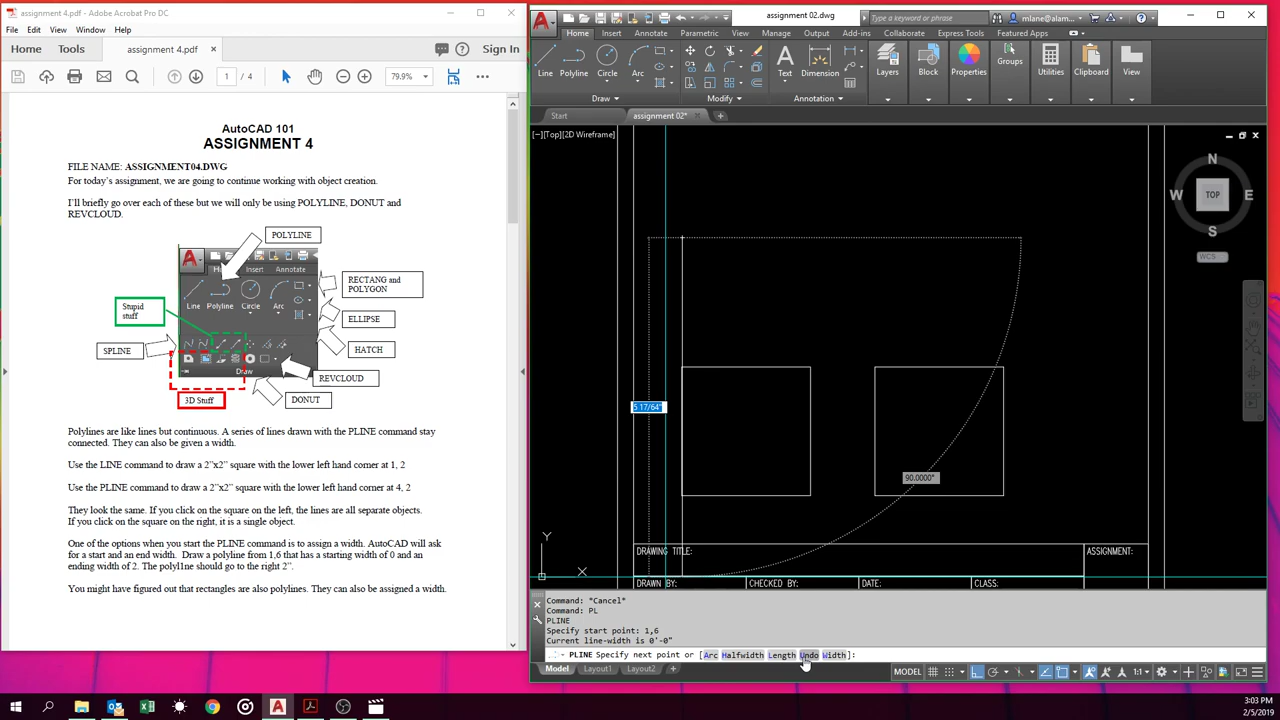 assignment 4.pdf - Adobe Acrobat Pro DC
File Edit View Window Help
Home Tools assignment 4.pdf Sign In
1 / 4 79.9%
AutoCAD 101
ASSIGNMENT 4
FILE NAME: ASSIGNMENT04.DWG
For today's assignment, we are going to continue working with object creation.
I'll briefly go over each of these but we will only be using POLYLINE, DONUT and
REVCLOUD.
POLYLINE
Insert Annotate
RECTANG and
POLYGON
Line Polyline Circle Arc
Stupid
stuff
ELLIPSE
SPLINE
HATCH
Draw
REVCLOUD
3D Stuff
DONUT
Polylines are like lines but continuous. A series of lines drawn with the PLINE command stay
connected. They can also be given a width.
Use the LINE command to draw a 2"x2" square with the lower left hand corner at 1, 2
Use the PLINE command to draw a 2"x2" square with the lower left hand corner at 4, 2
They look the same. If you click on the square on the left, the lines are all separate objects.
If you click on the square on the right, it is a single object.
One of the options when you start the PLINE command is to assign a width. AutoCAD will ask
for a start and an end width. Draw a polyline from 1,6 that has a starting width of 0 and an
ending width of 2. The polyline should go to the right 2".
You might have figured out that rectangles are also polylines. They can also be assigned a width.
assignment 02.dwg
Type a keyword or phrase mlane@alam...
Home Insert Annotate Parametric View Manage Output Add-ins Collaborate Express Tools Featured Apps
Line Polyline Circle Arc Text Dimension Layers Block Properties Groups Utilities Clipboard View
Draw Modify Annotation
Start assignment 02*
[−][Top][2D Wireframe]
N
W TOP E
S
WCS
5 17/64"
90.0000°
Y
X
DRAWING TITLE: ASSIGNMENT:
DRAWN BY: CHECKED BY: DATE: CLASS:
Command: *Cancel*
Command: PL
PLINE
Specify start point: 1,6
Current line-width is 0'-0"
PLINE Specify next point or [Arc Halfwidth Length Undo Width]:
Model Layout1 Layout2 +
MODEL 1:1
3:03 PM
2/5/2019